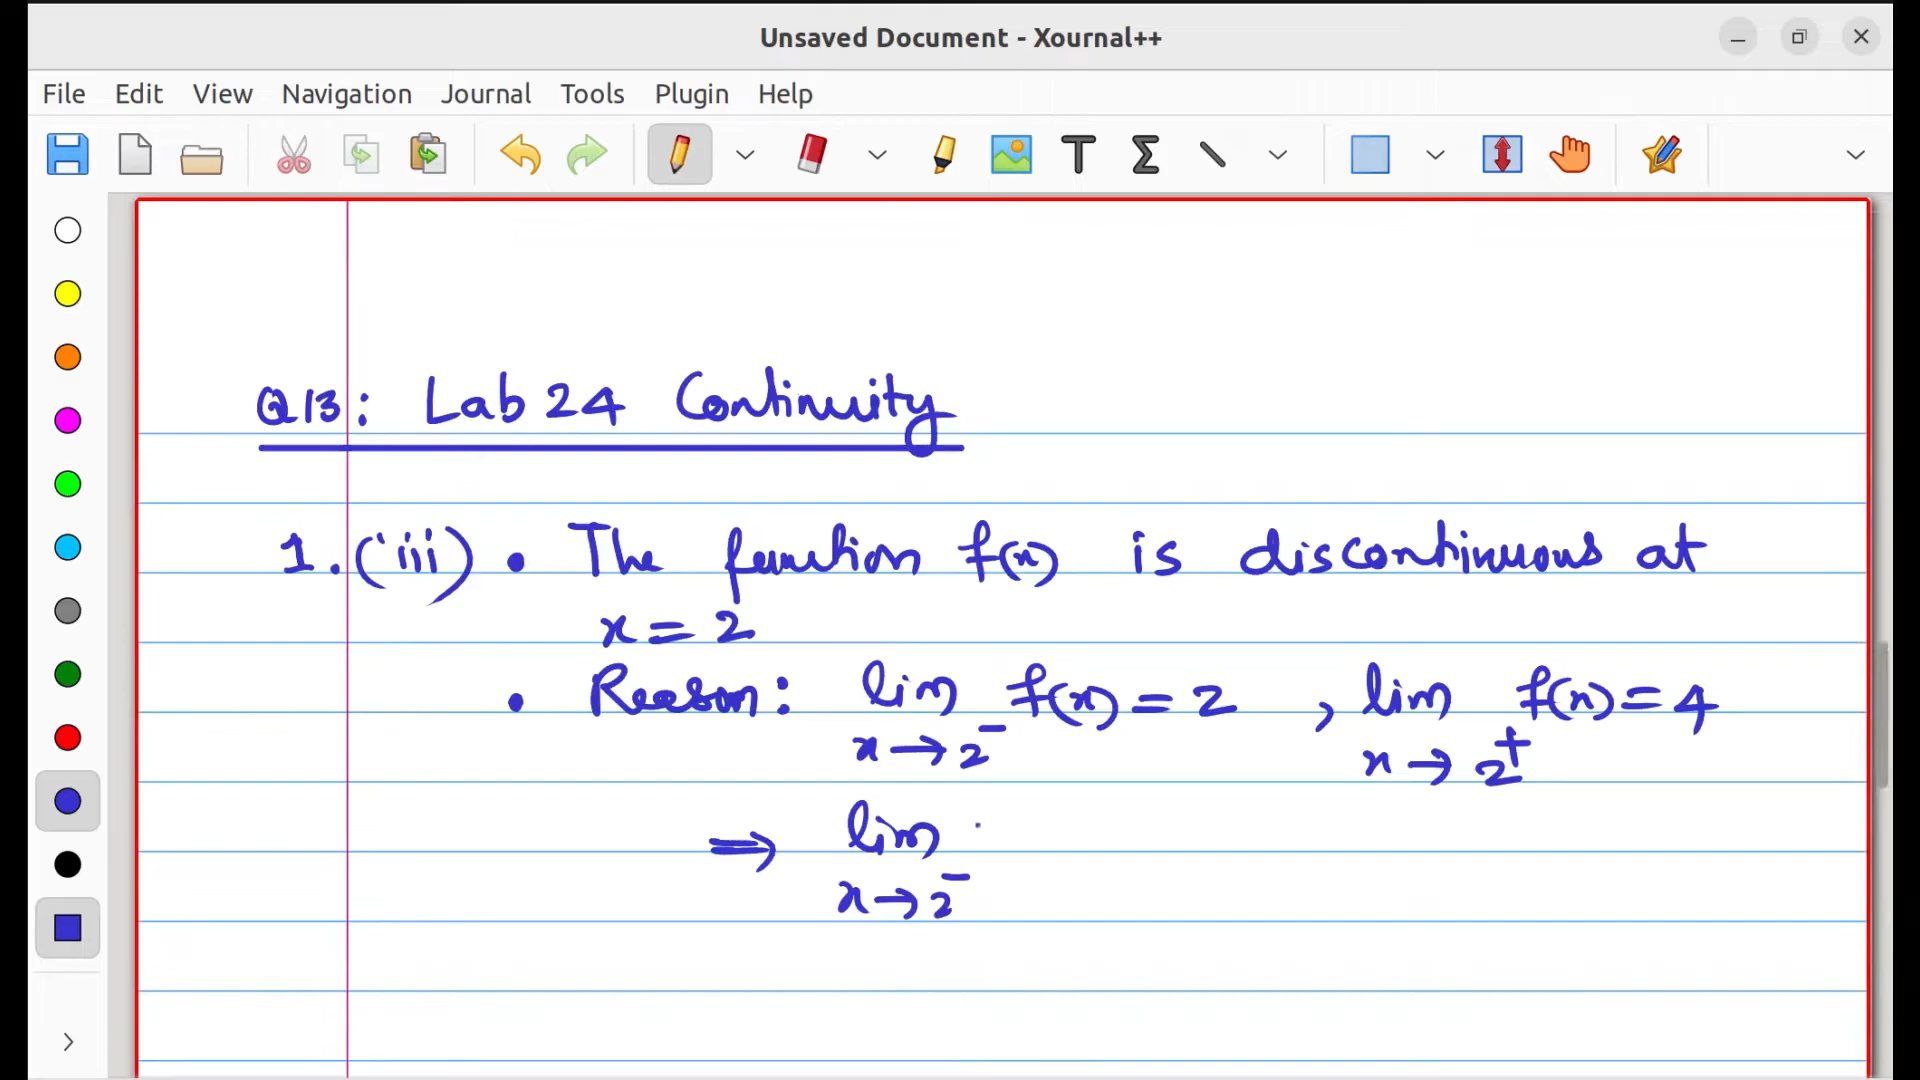 Unsaved Document - Xournal++
File Edit View Navigation Journal Tools Plugin Help
Q13: Lab 24 Continuity
1. (iii) • The function f(x) is discontinuous at
x = 2
• Reason: lim f(x) = 2 , lim f(x) = 4
x → 2⁻ x → 2⁺
⇒ lim
x → 2⁻